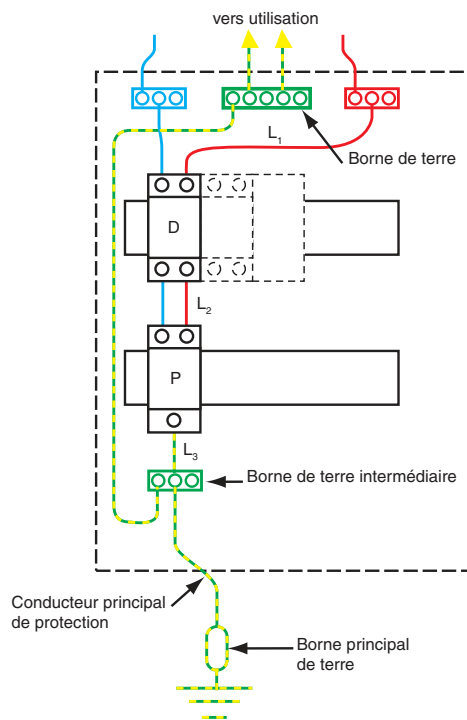 vers utilisation
L1
Borne de terre
D
L2
P
L3
Borne de terre intermédiaire
Conducteur principal
de protection
Borne principal
de terre